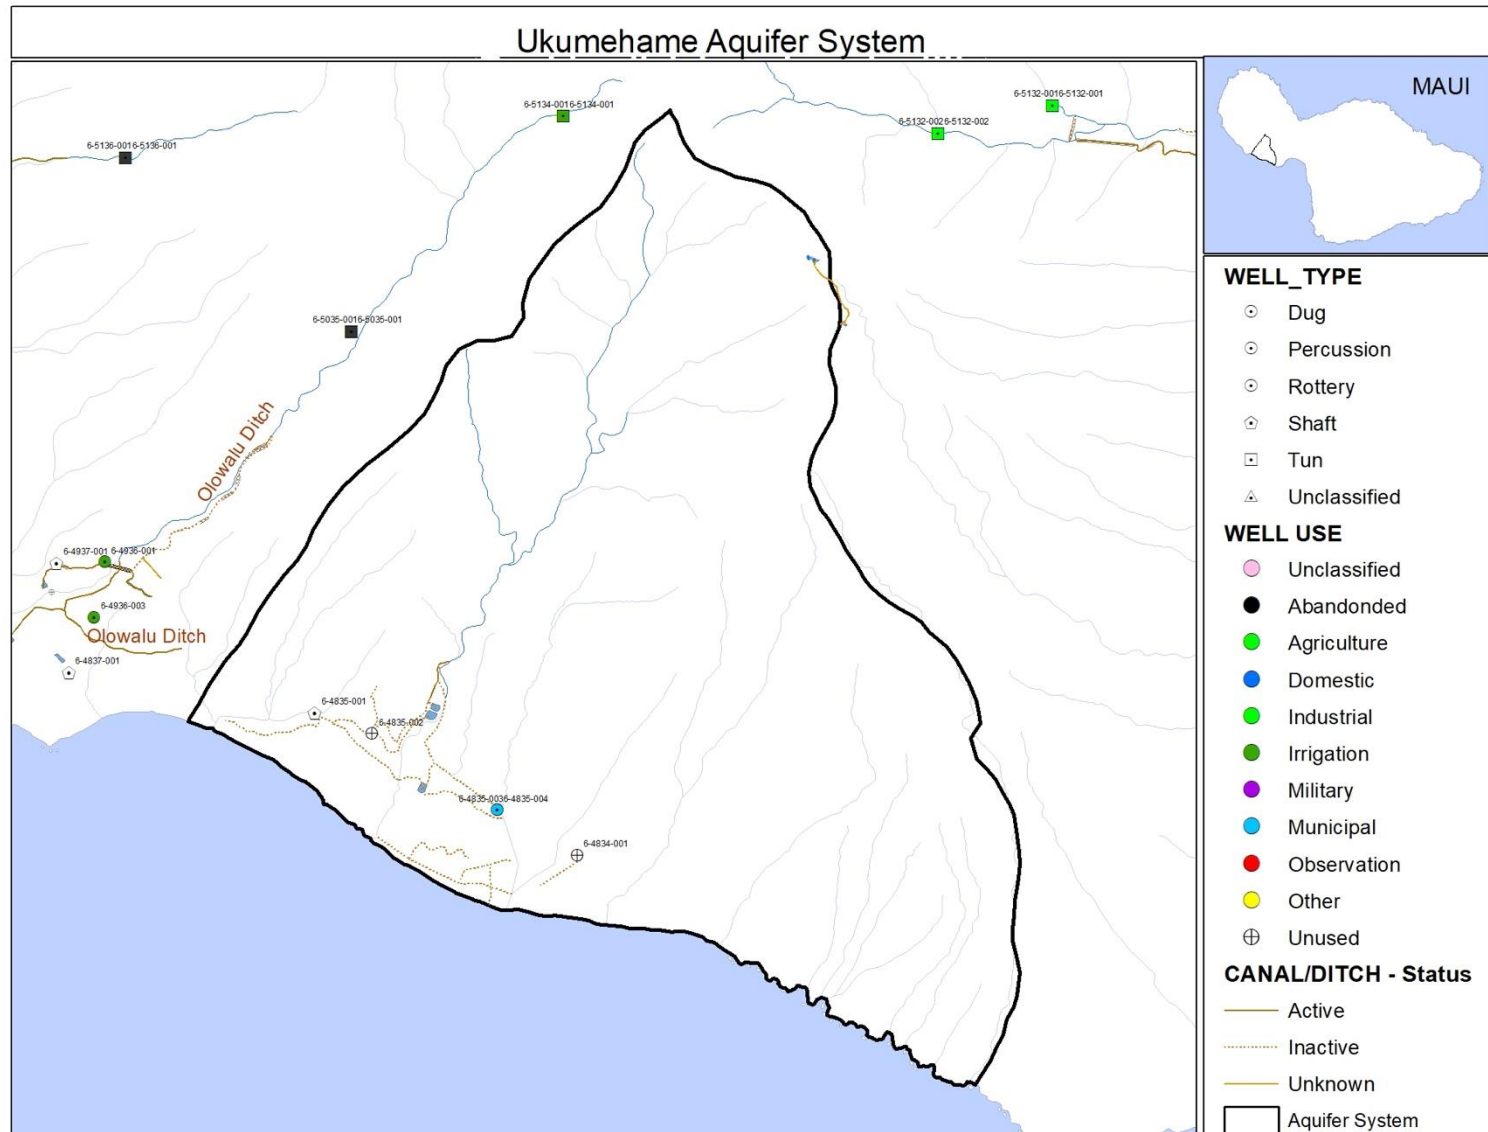 Ukumehame Aquifer System
MAUI
6-5136-0016-5136-001
6-5134-0016-5134-001
6-5132-0026-5132-002
6-5132-0016-5132-001
6-5035-0016-5035-001
Olowalu Ditch
6-4937-001
6-4936-001
6-4936-003
Olowalu Ditch
6-4837-001
6-4835-001
6-4835-002
6-4835-0036-4835-004
6-4834-001
WELL_TYPE
Dug
Percussion
Rottery
Shaft
Tun
Unclassified
WELL USE
Unclassified
Abandonded
Agriculture
Domestic
Industrial
Irrigation
Military
Municipal
Observation
Other
Unused
CANAL/DITCH - Status
Active
Inactive
Unknown
Aquifer System